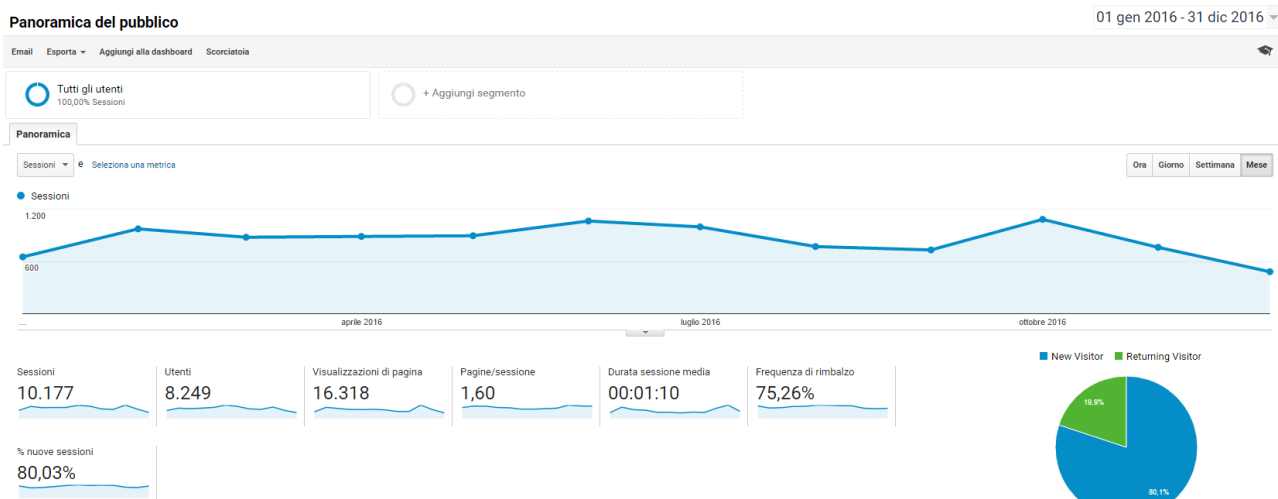 Panoramica del pubblico
01 gen 2016 - 31 dic 2016
Email Esporta Aggiungi alla dashboard Scorciatoia
Tutti gli utenti
100,00% Sessioni
+ Aggiungi segmento
Panoramica
Sessioni e Seleziona una metrica
Ora Giorno Settimana Mese
Sessioni
1.200
600
... aprile 2016 luglio 2016 ottobre 2016
New Visitor Returning Visitor
Sessioni Utenti Visualizzazioni di pagina Pagine/sessione Durata sessione media Frequenza di rimbalzo
10.177 8.249 16.318 1,60 00:01:10 75,26%
19,9%
% nuove sessioni
80,03%
80,1%